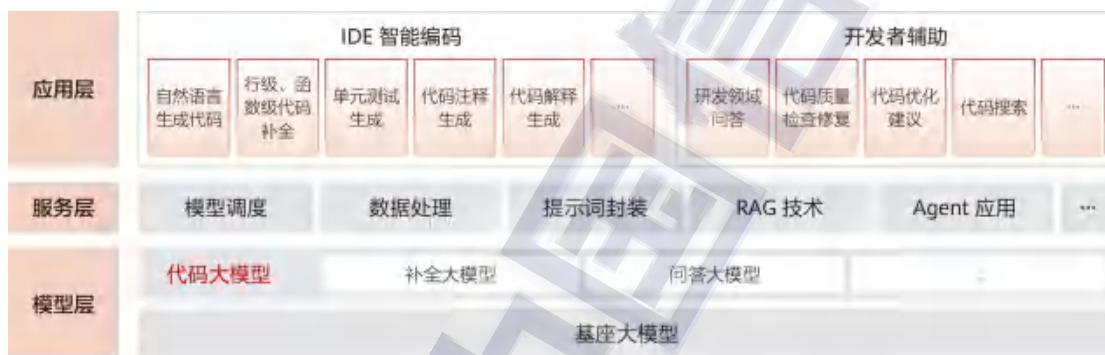 IDE 智能编码
开发者辅助
应用层
自然语言
生成代码
行级、函
数级代码
补全
单元测试
生成
代码注释
生成
代码解释
生成
...
研发领域
问答
代码质量
检查修复
代码优化
建议
代码搜索
...
服务层
模型调度
数据处理
提示词封装
RAG 技术
Agent 应用
...
模型层
代码大模型
补全大模型
问答大模型
基座大模型